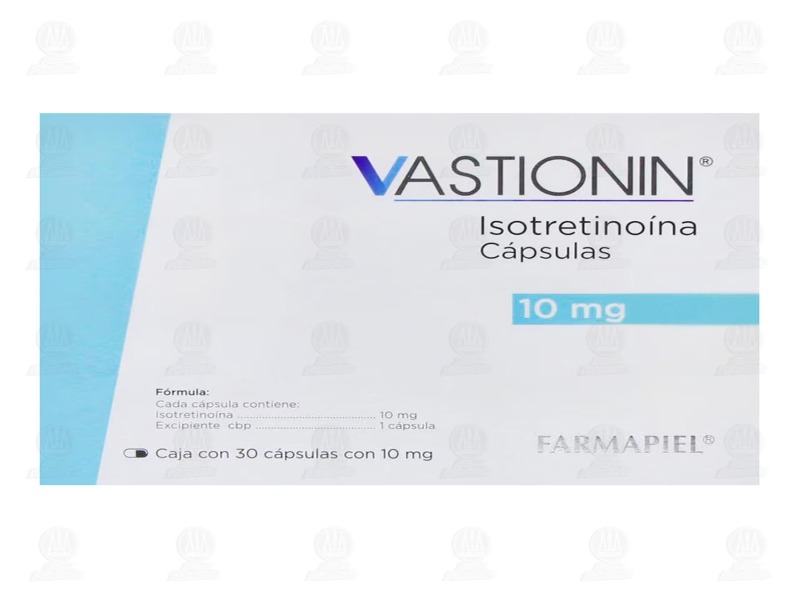 VASTIONIN®
Isotretinoína
Cápsulas
10 mg
Fórmula:
Cada cápsula contiene:
Isotretinoína ........................................ 10 mg
Excipiente cbp ................................... 1 cápsula
Caja con 30 cápsulas con 10 mg
FARMAPIEL®